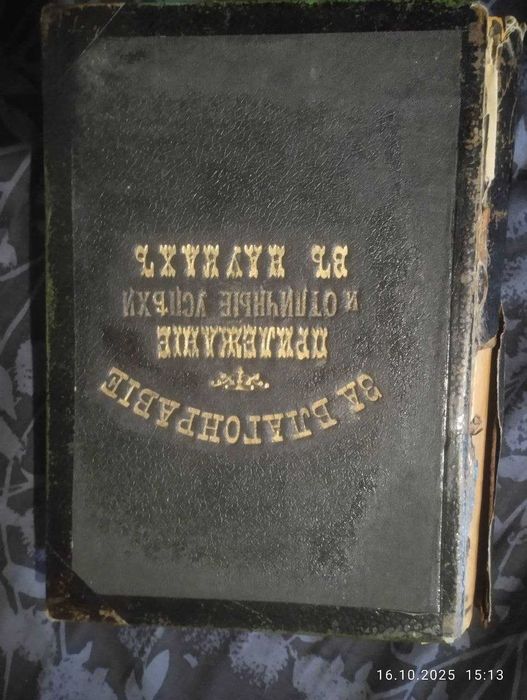 ЗА БЛАГОНРАВІЕ
ПРИЛЕЖАНІЕ
И ОТЛИЧНЫЕ УСПѢХИ
ВЪ НАУКАХЪ
16.10.2025 15:13